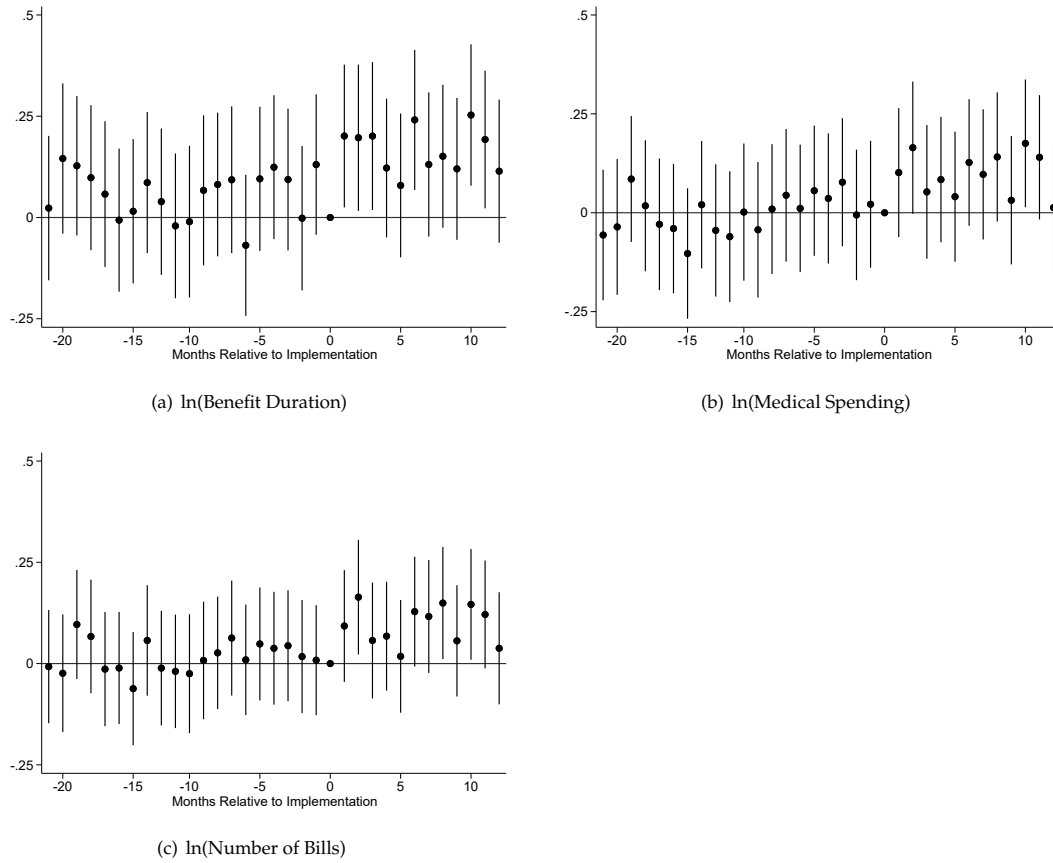 .5
.25
0
-.25
-20 -15 -10 -5 0 5 10
Months Relative to Implementation
(a) ln(Benefit Duration)
.5
.25
0
-.25
-20 -15 -10 -5 0 5 10
Months Relative to Implementation
(b) ln(Medical Spending)
.5
.25
0
-.25
-20 -15 -10 -5 0 5 10
Months Relative to Implementation
(c) ln(Number of Bills)